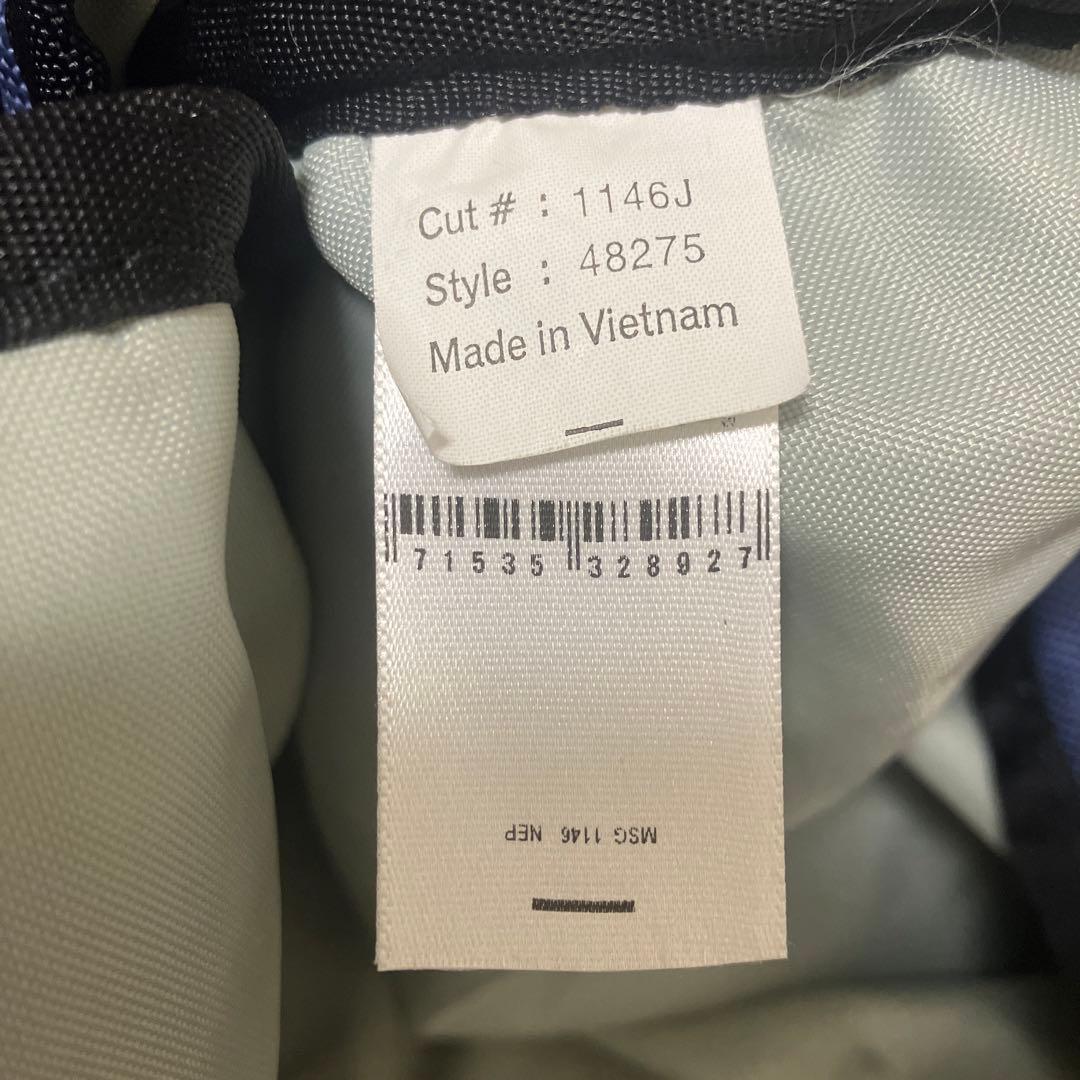 Cut # : 1146J
Style : 48275
Made in Vietnam
71535 328927
MSG 1146 NEP